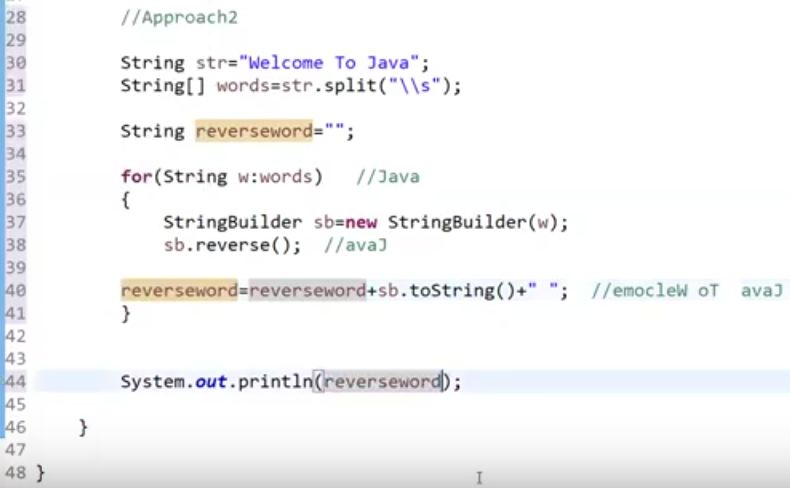 28 //Approach2
29
30 String str="Welcome To Java";
31 String[] words=str.split("\\s");
32
33 String reverseword="";
34
35 for(String w:words) //Java
36 {
37 StringBuilder sb=new StringBuilder(w);
38 sb.reverse(); //avaJ
39
40 reverseword=reverseword+sb.toString()+" "; //emocleW oT avaJ
41 }
42
43
44 System.out.println(reverseword);
45
46 }
47
48 }